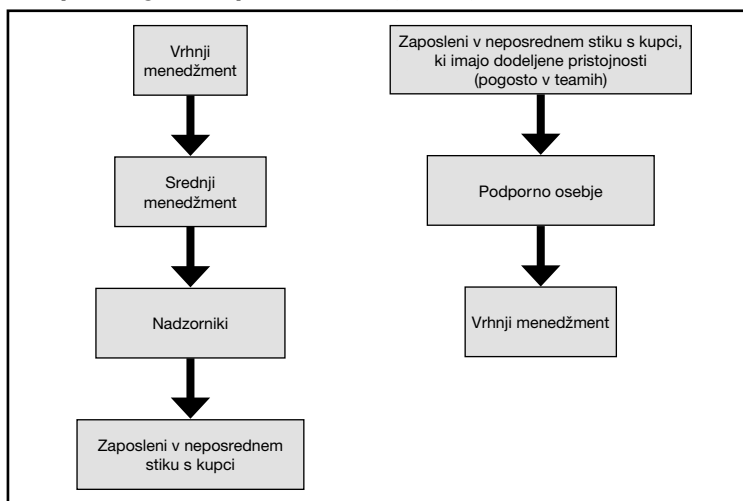 Vrhnji
menedžment
Srednji
menedžment
Nadzorniki
Zaposleni v neposrednem
stiku s kupci
Zaposleni v neposrednem stiku s kupci,
ki imajo dodeljene pristojnosti
(pogosto v teamih)
Podporno osebje
Vrhnji menedžment